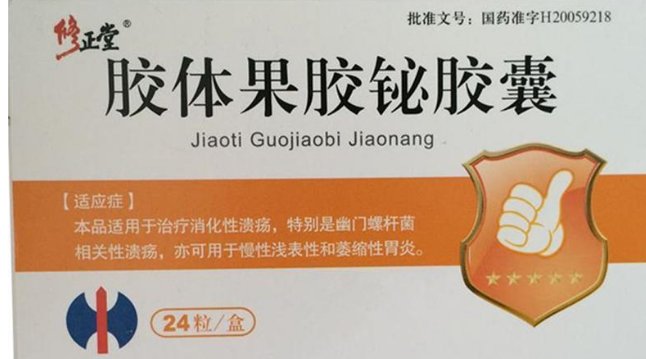 批准文号：国药准字H20059218
修正堂®
胶体果胶铋胶囊
Jiaoti Guojiaobi Jiaonang
【适应症】
本品适用于治疗消化性溃疡，特别是幽门螺杆菌
相关性溃疡，亦可用于慢性浅表性和萎缩性胃炎。
24粒/盒